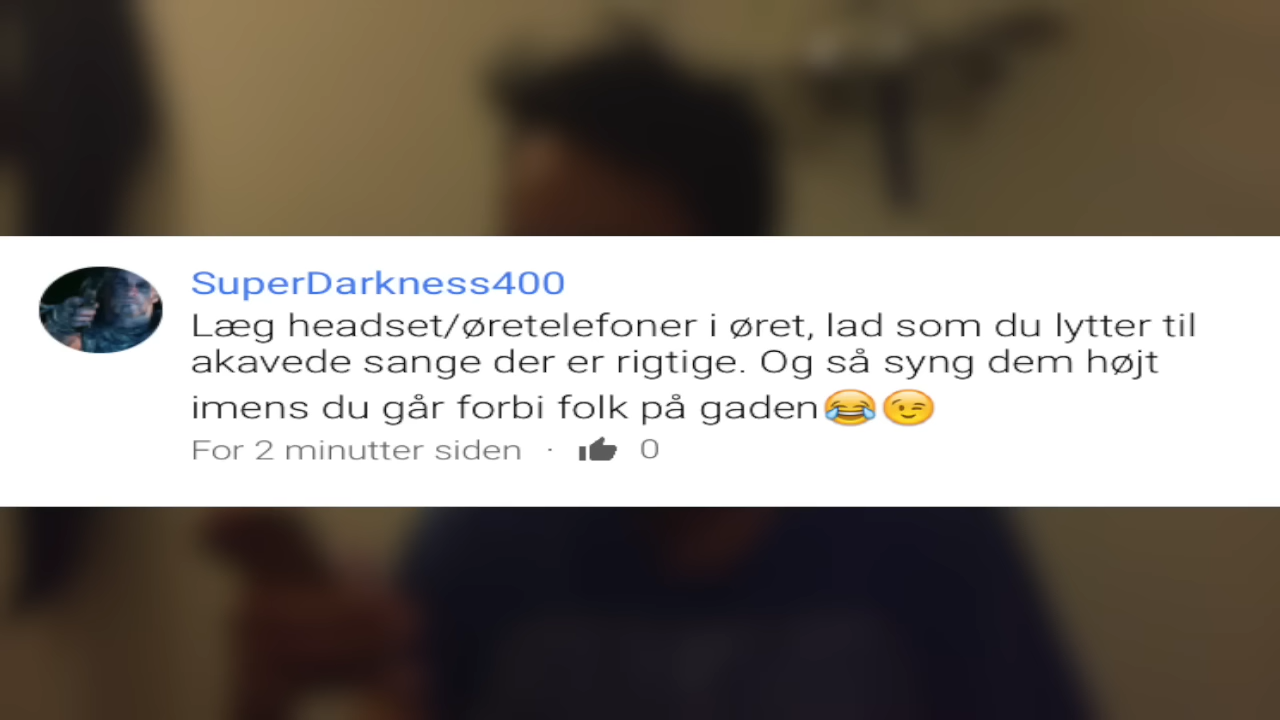 SuperDarkness400
Læg headset/øretelefoner i øret, lad som du lytter til
akavede sange der er rigtige. Og så syng dem højt
imens du går forbi folk på gaden😂😉
For 2 minutter siden · 0